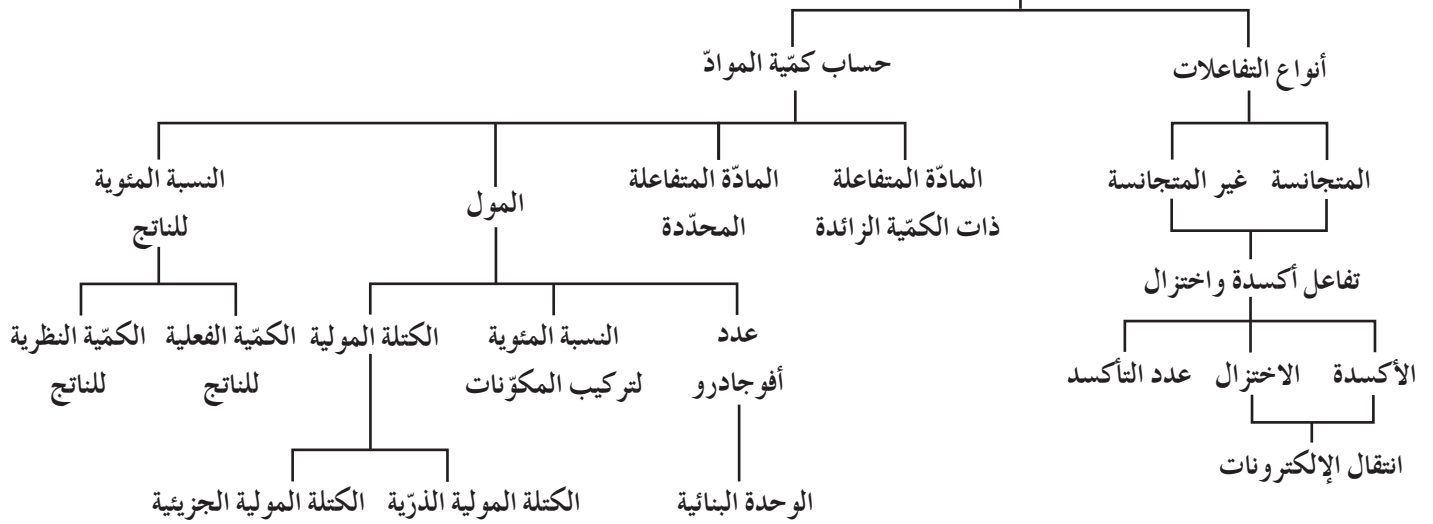 أنواع التفاعلات
حساب كمّية الموادّ
المتجانسة
غير المتجانسة
المادّة المتفاعلة
ذات الكمّية الزائدة
المادّة المتفاعلة
المحدّدة
المول
النسبة المئوية
للناتج
تفاعل أكسدة واختزال
الأكسدة
الاختزال
عدد التأكسد
انتقال الإلكترونات
عدد
أفوجادرو
النسبة المئوية
لتركيب المكوّنات
الكتلة المولية
الكمّية الفعلية
للناتج
الكمّية النظرية
للناتج
الوحدة البنائية
الكتلة المولية الذرّية
الكتلة المولية الجزيئية